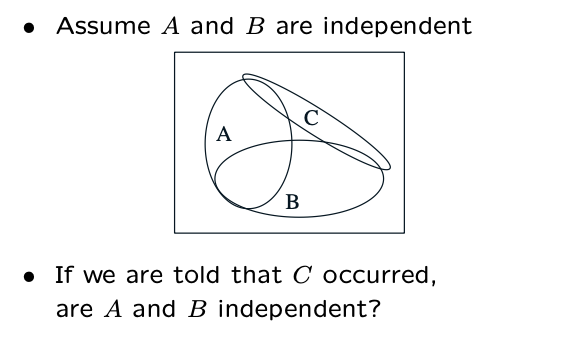 • Assume A and B are independent
C
A
B
• If we are told that C occurred,
are A and B independent?